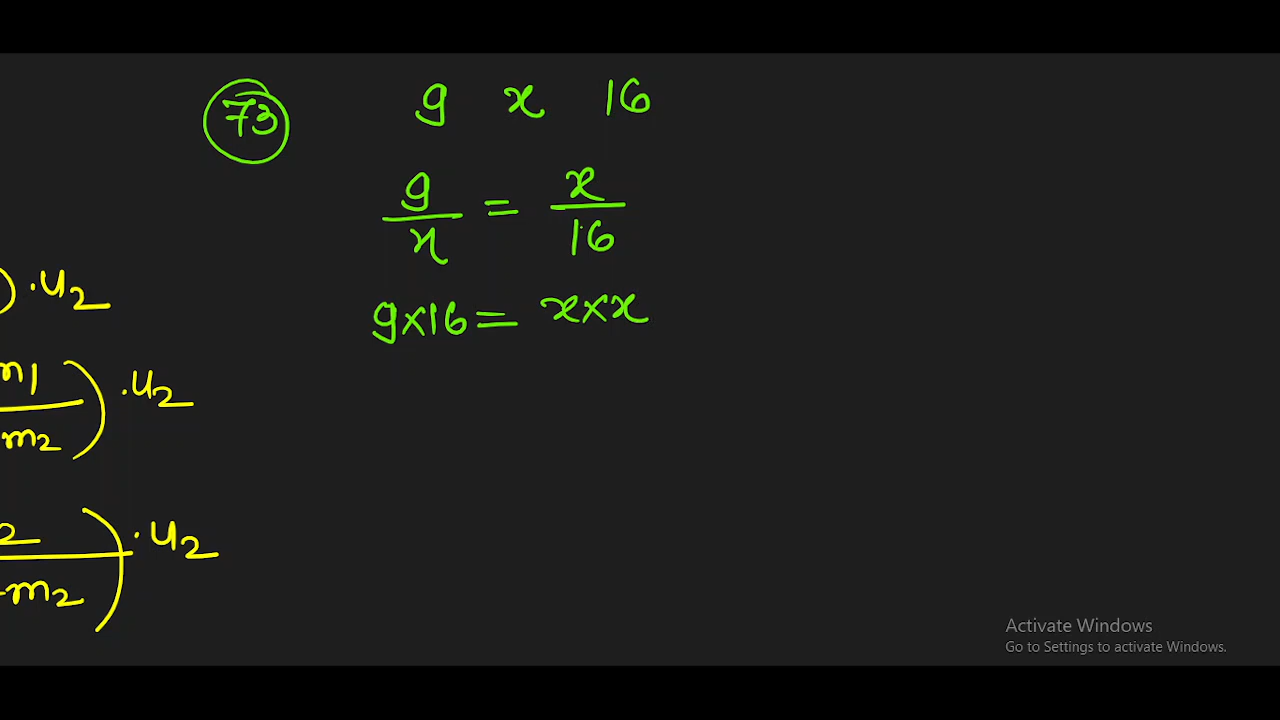 73
9 x 16
9/x = x/16
9×16 = x×x
) ·u2
m1
m2 ) ·u2
2
-m2 ) ·u2
Activate Windows
Go to Settings to activate Windows.